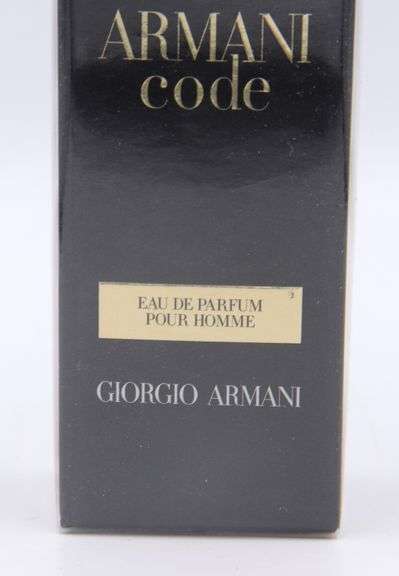 ARMANI
code
EAU DE PARFUM
POUR HOMME
GIORGIO ARMANI